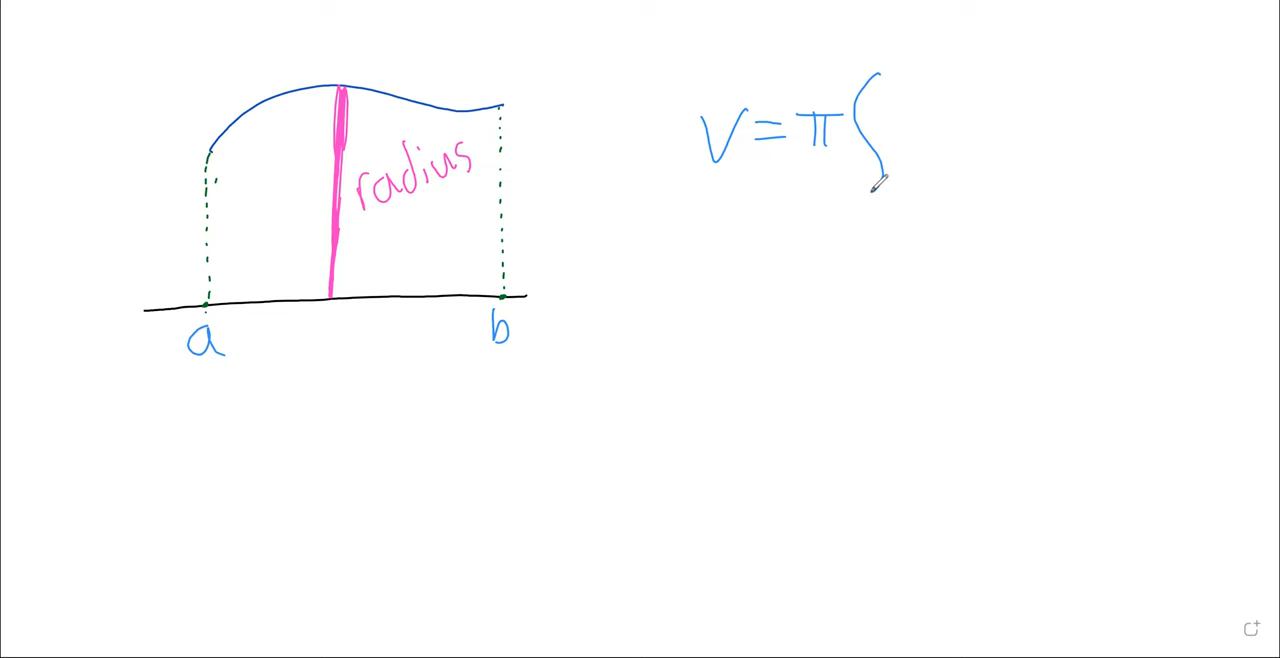 V = π ∫
radius
a b